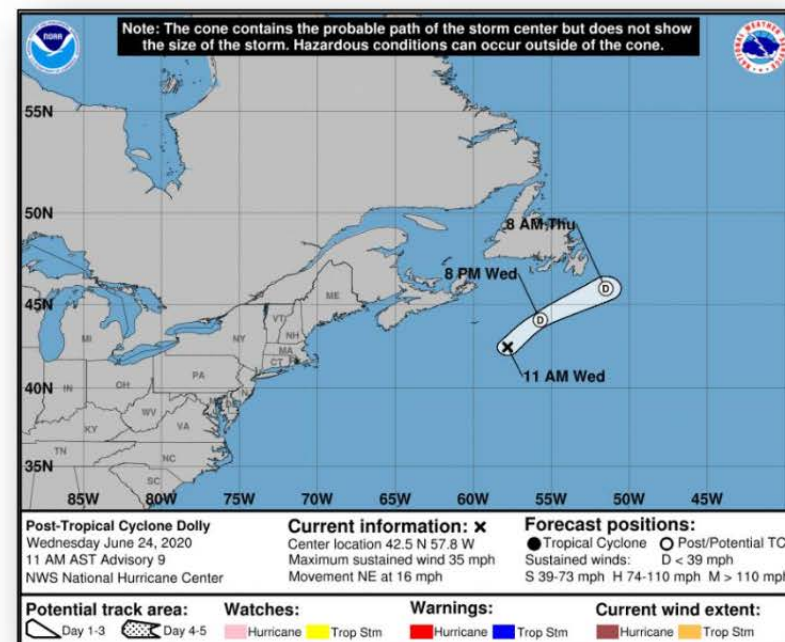 Note: The cone contains the probable path of the storm center but does not show
the size of the storm. Hazardous conditions can occur outside of the cone.
NOAA
55N
50N
8 AM Thu
8 PM Wed
45N
ME
VT
NH
MI
NY
MA
CT
11 AM Wed
40N
PA
IN
OH
WV
VA
KY
35N
TN
NC
SC
85W
80W
75W
70W
65W
60W
55W
50W
45W
D
D
Post-Tropical Cyclone Dolly
Wednesday June 24, 2020
11 AM AST Advisory 9
NWS National Hurricane Center
Current information: x
Center location 42.5 N 57.8 W
Maximum sustained wind 35 mph
Movement NE at 16 mph
Forecast positions:
Tropical Cyclone Post/Potential TC
Sustained winds: D < 39 mph
S 39-73 mph H 74-110 mph M > 110 mph
Potential track area:
Day 1-3 Day 4-5
Watches:
Hurricane Trop Stm
Warnings:
Hurricane Trop Stm
Current wind extent:
Hurricane Trop Stm